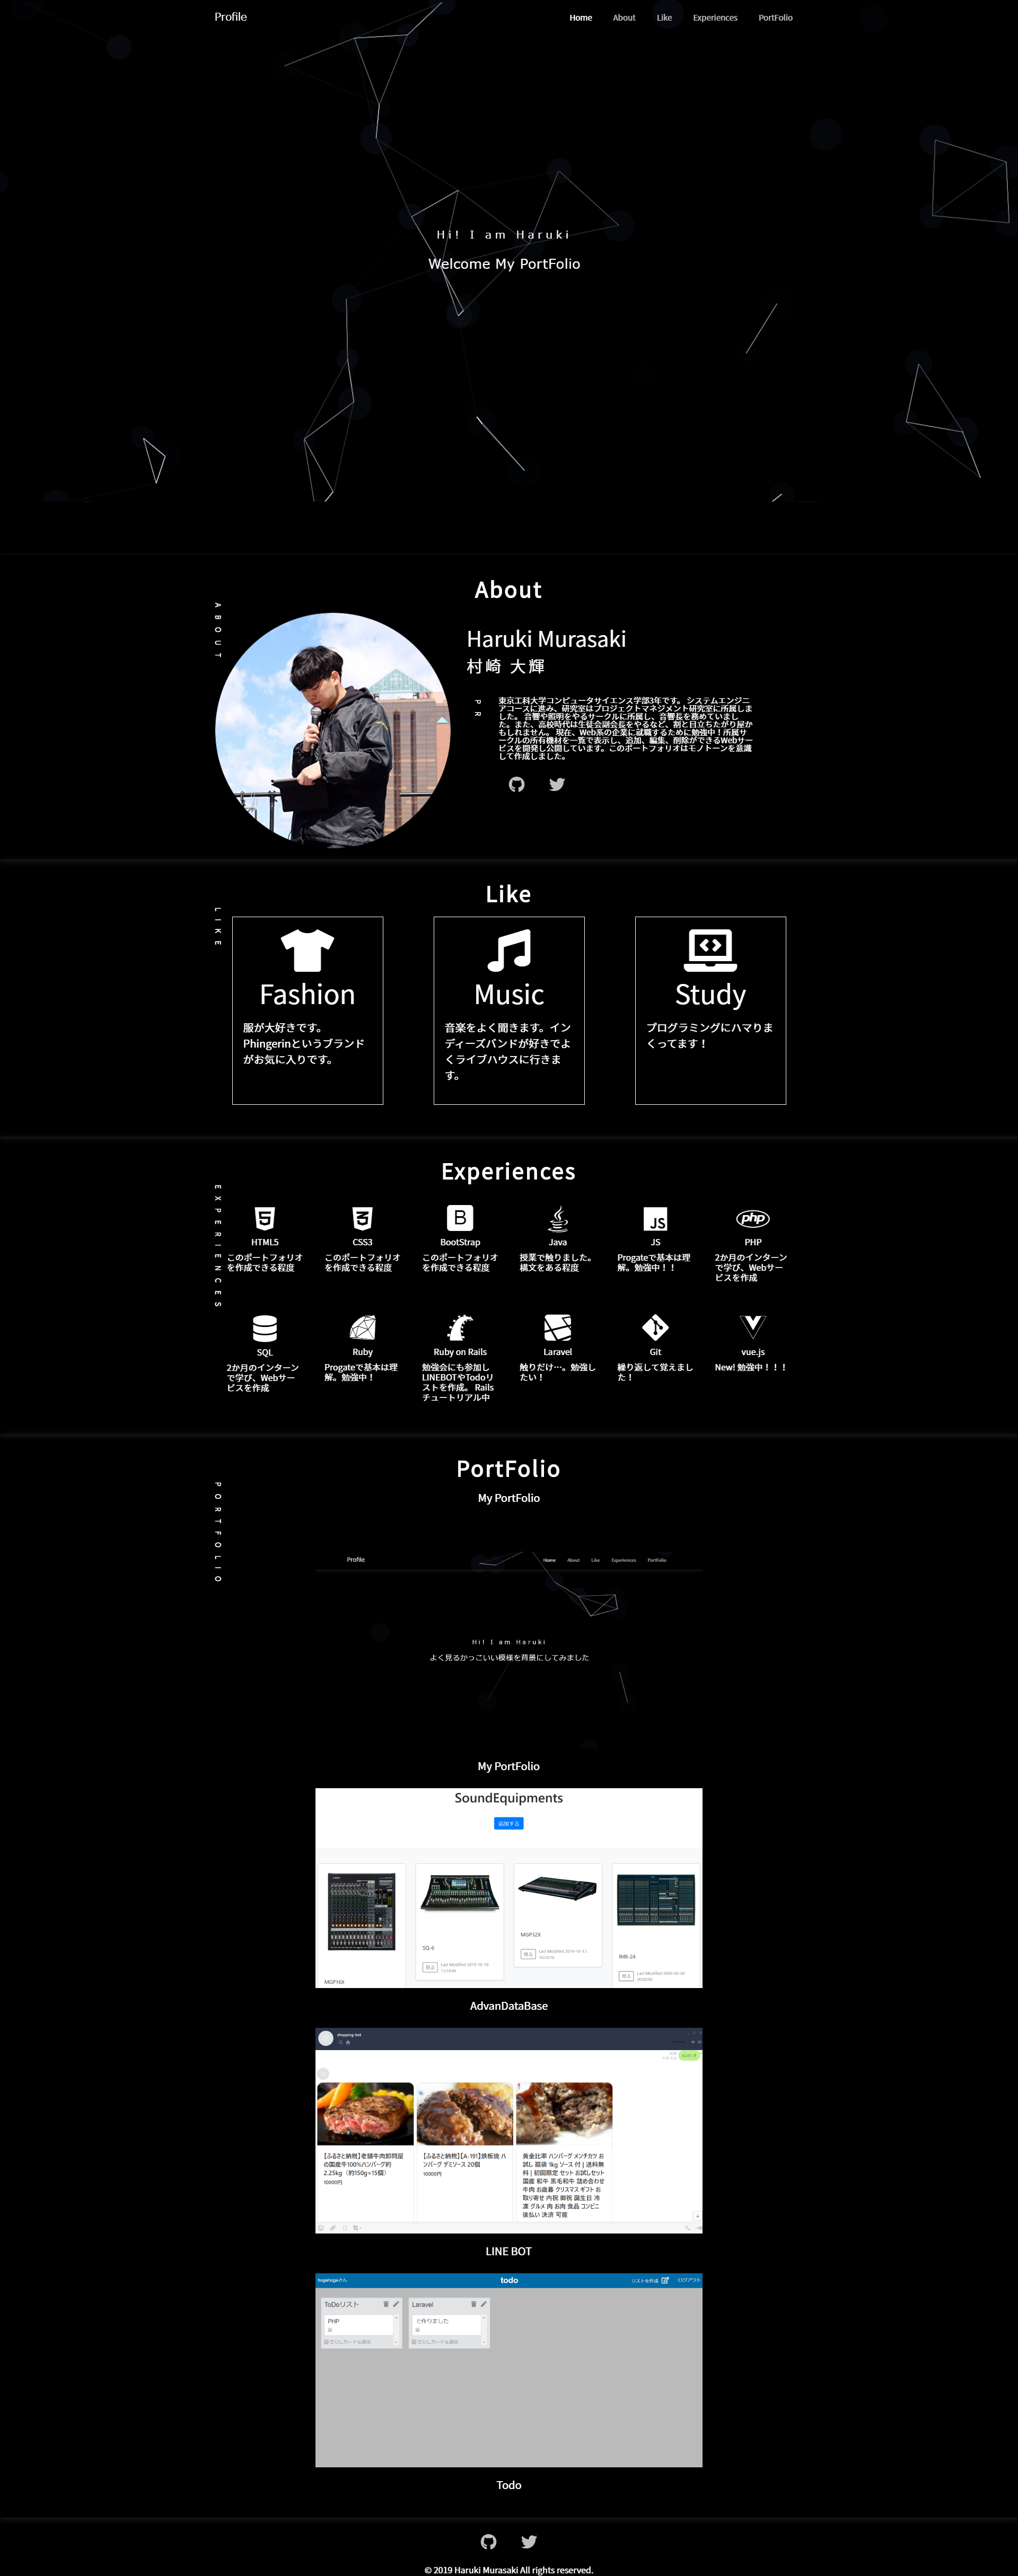 Profile
Home About Like Experiences PortFolio
Hi! I am Haruki
Welcome My PortFolio
About
ABOUT
Haruki Murasaki
村崎 大輝
PR
東京工科大学コンピュータサイエンス学部3年です。 システムエンジニ
アコースに進み、研究室はプロジェクトマネジメント研究室に所属しま
した。 音響や照明をやるサークルに所属し、音響長を務めていまし
た。また、高校時代は生徒会副会長をやるなど、割と目立ちたがり屋か
もしれません。 現在、Web系の企業に就職するために勉強中！所属サ
ークルの所有機材を一覧で表示し、追加、編集、削除ができるWebサー
ビスを開発し公開しています。このポートフォリオはモノトーンを意識
して作成しました。
Like
LIKE
Fashion
服が大好きです。
Phingerinというブランド
がお気に入りです。
Music
音楽をよく聞きます。イン
ディーズバンドが好きでよ
くライブハウスに行きま
す。
Study
プログラミングにハマりま
くってます！
Experiences
EXPERIENCES
HTML5
このポートフォリオ
を作成できる程度
CSS3
このポートフォリオ
を作成できる程度
BootStrap
このポートフォリオ
を作成できる程度
Java
授業で触りました。
構文をある程度
JS
JS
Progateで基本は理
解。勉強中！！
php
PHP
2か月のインターン
で学び、Webサー
ビスを作成
SQL
2か月のインターン
で学び、Webサー
ビスを作成
Ruby
Progateで基本は理
解。勉強中！
Ruby on Rails
勉強会にも参加し
LINEBOTやTodoリ
ストを作成。 Rails
チュートリアル中
Laravel
触りだけ…。勉強し
たい！
Git
繰り返して覚えまし
た！
vue.js
New! 勉強中！！！
PortFolio
PORTFOLIO
My PortFolio
Profile
Home About Like Experiences PortFolio
Hi! I am Haruki
よく見るかっこいい模様を背景にしてみました
My PortFolio
SoundEquipments
追加する
MGP16X
SQ-6
MGP32X
IM8-24
AdvanDataBase
【ふるさと納税】老舗牛肉卸問屋
の国産牛100%ハンバーグ約
2.25kg（約150g×15個）
10000円
【ふるさと納税】【A-191】鉄板焼 ハ
ンバーグ デミソース 20個
10000円
黄金比率 ハンバーグ メンチカツ お
試し 福袋 1kg ソース 付 | 送料無
料 | 初回限定 セット お試しセット
国産 和牛 黒毛和牛 詰め合わせ
牛肉 お歳暮 クリスマス ギフト お
取り寄せ 内祝 御祝 誕生日 冷
凍 グルメ 肉 お肉 食品 コンビニ
後払い 決済 可能
LINE BOT
hogehogeさん
todo
リストを作成
ログアウト
ToDoリスト
PHP
Laravel
で作りました
Todo
© 2019 Haruki Murasaki All rights reserved.